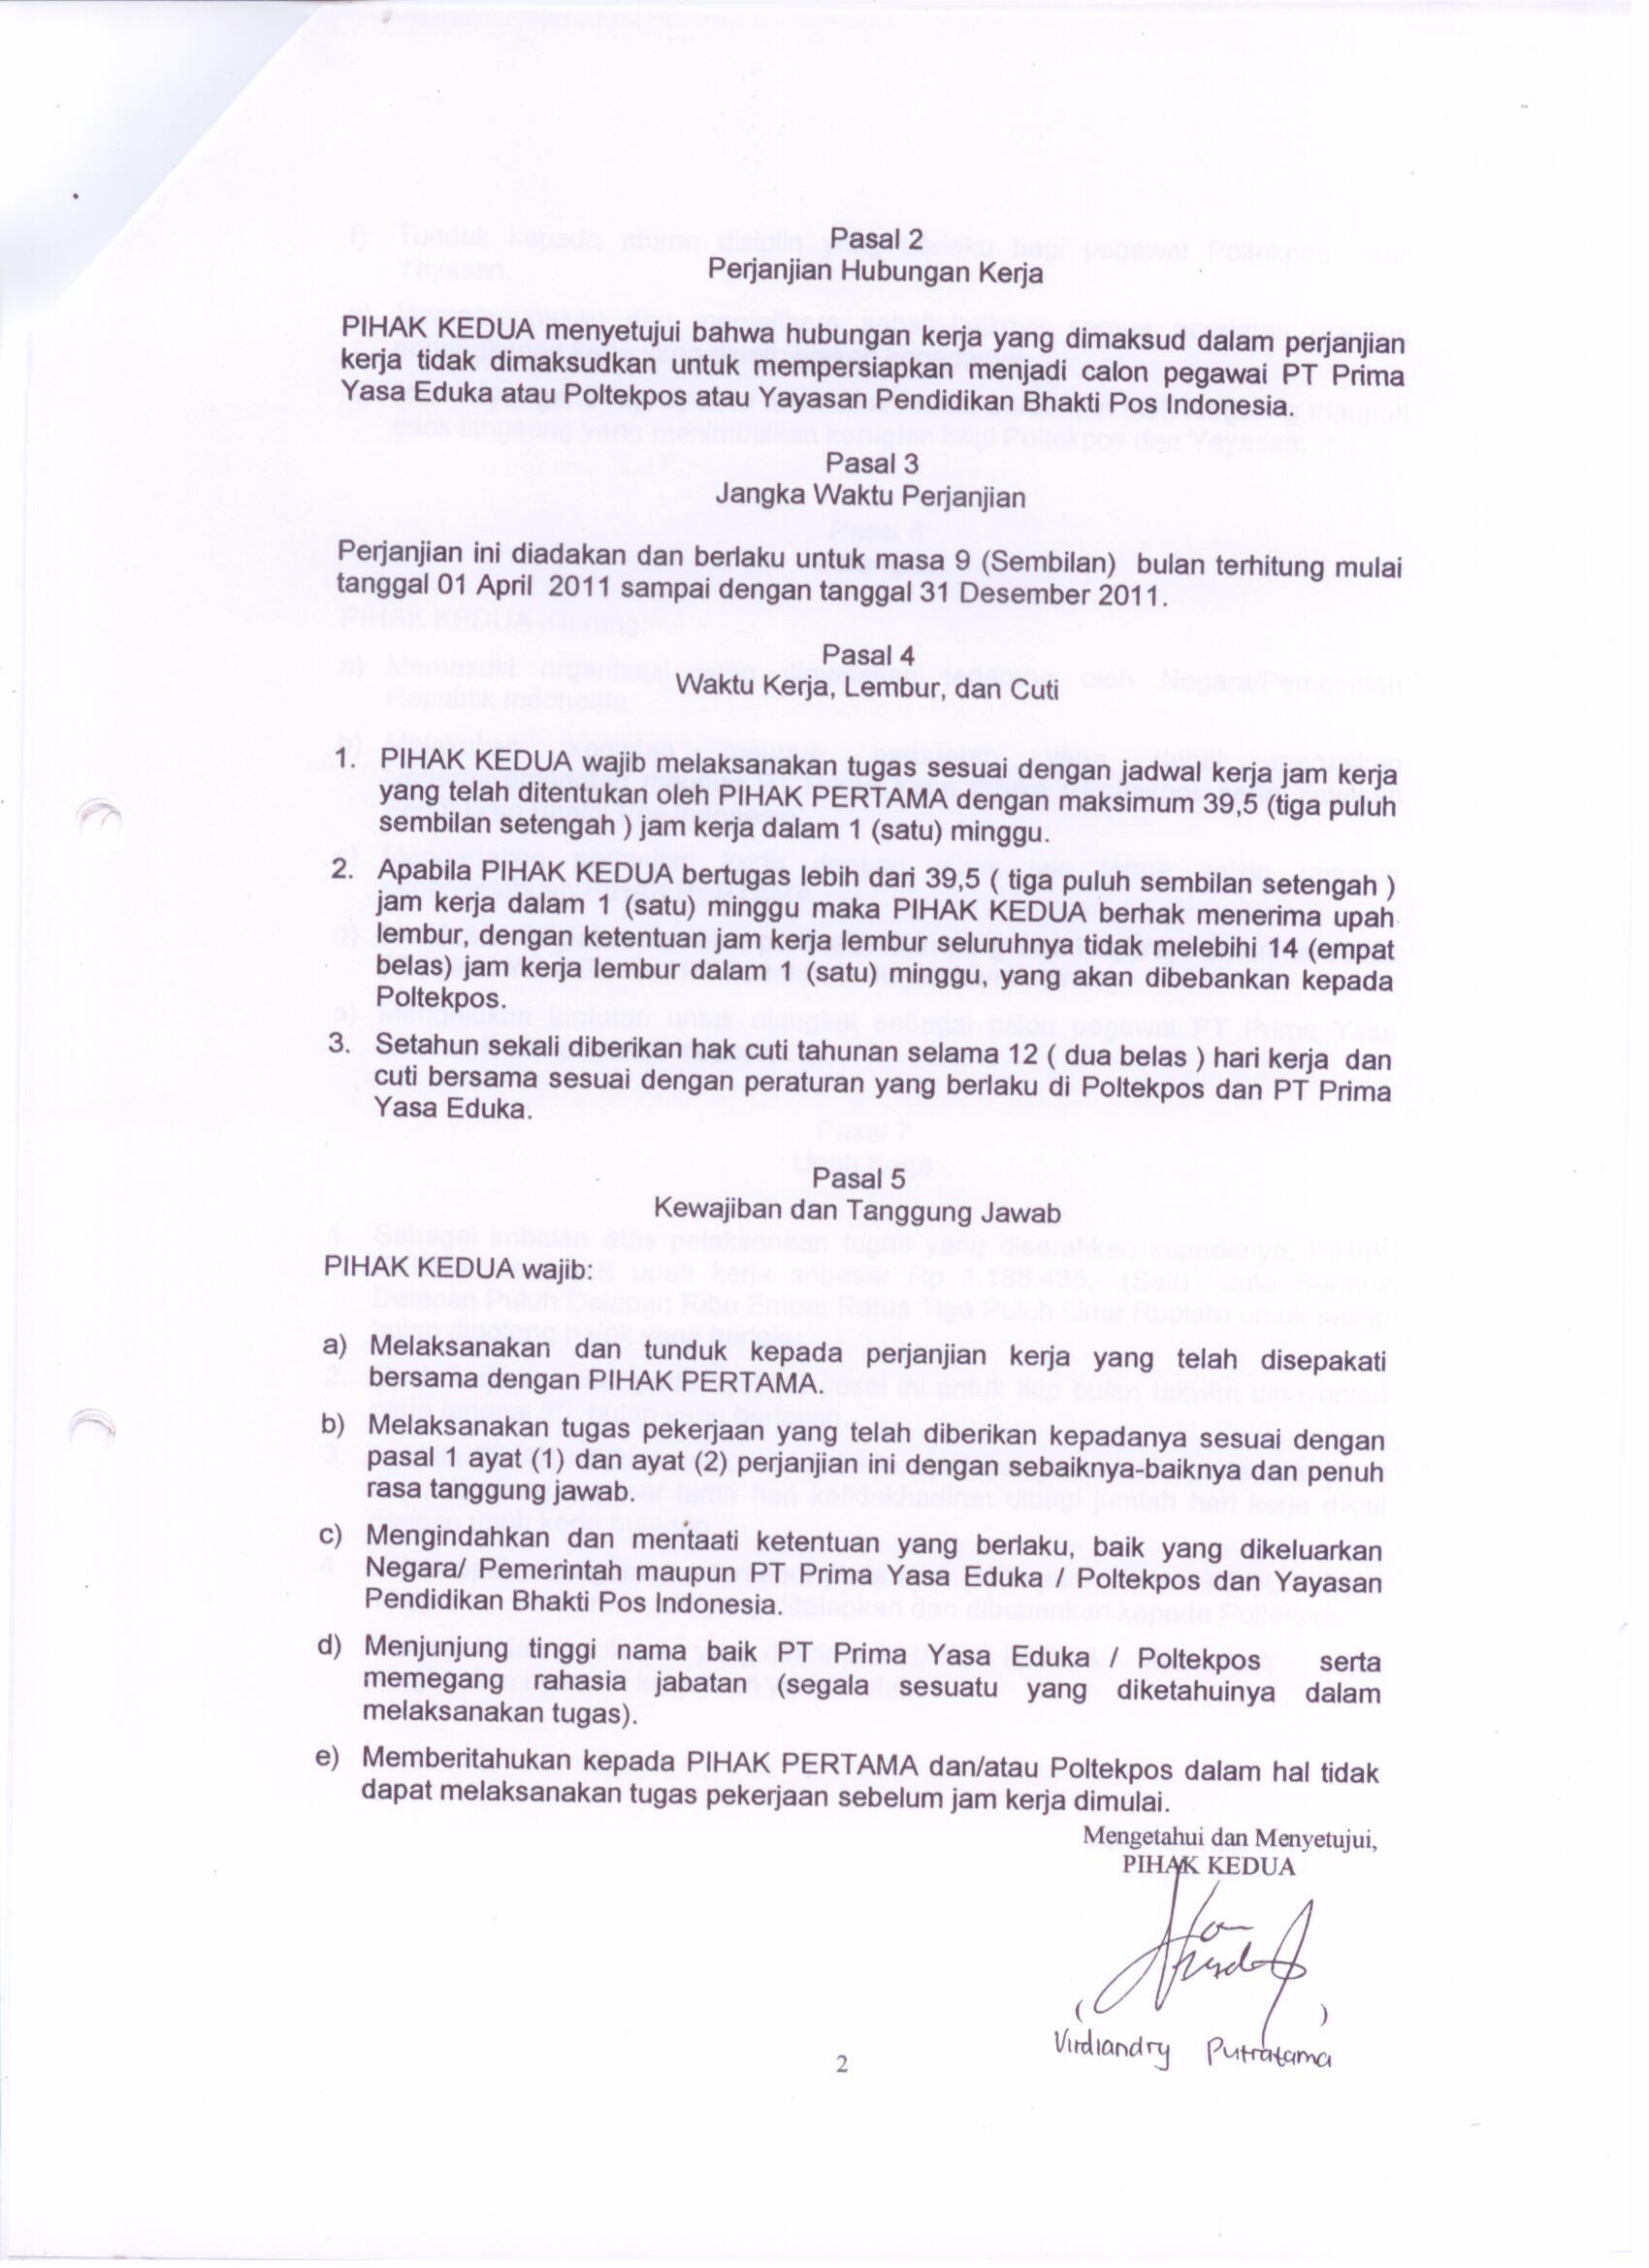 Pasal 2
Perjanjian Hubungan Kerja
PIHAK KEDUA menyetujui bahwa hubungan kerja yang dimaksud dalam perjanjian
kerja tidak dimaksudkan untuk mempersiapkan menjadi calon pegawai PT Prima
Yasa Eduka atau Poltekpos atau Yayasan Pendidikan Bhakti Pos Indonesia.
Pasal 3
Jangka Waktu Perjanjian
Perjanjian ini diadakan dan berlaku untuk masa 9 (Sembilan) bulan terhitung mulai
tanggal 01 April 2011 sampai dengan tanggal 31 Desember 2011.
Pasal 4
Waktu Kerja, Lembur, dan Cuti
1. PIHAK KEDUA wajib melaksanakan tugas sesuai dengan jadwal kerja jam kerja
yang telah ditentukan oleh PIHAK PERTAMA dengan maksimum 39,5 (tiga puluh
sembilan setengah ) jam kerja dalam 1 (satu) minggu.
2. Apabila PIHAK KEDUA bertugas lebih dari 39,5 ( tiga puluh sembilan setengah )
jam kerja dalam 1 (satu) minggu maka PIHAK KEDUA berhak menerima upah
lembur, dengan ketentuan jam kerja lembur seluruhnya tidak melebihi 14 (empat
belas) jam kerja lembur dalam 1 (satu) minggu, yang akan dibebankan kepada
Poltekpos.
3. Setahun sekali diberikan hak cuti tahunan selama 12 ( dua belas ) hari kerja dan
cuti bersama sesuai dengan peraturan yang berlaku di Poltekpos dan PT Prima
Yasa Eduka.
Pasal 5
Kewajiban dan Tanggung Jawab
PIHAK KEDUA wajib:
a) Melaksanakan dan tunduk kepada perjanjian kerja yang telah disepakati
bersama dengan PIHAK PERTAMA.
b) Melaksanakan tugas pekerjaan yang telah diberikan kepadanya sesuai dengan
pasal 1 ayat (1) dan ayat (2) perjanjian ini dengan sebaiknya-baiknya dan penuh
rasa tanggung jawab.
c) Mengindahkan dan mentaati ketentuan yang berlaku, baik yang dikeluarkan
Negara/ Pemerintah maupun PT Prima Yasa Eduka / Poltekpos dan Yayasan
Pendidikan Bhakti Pos Indonesia.
d) Menjunjung tinggi nama baik PT Prima Yasa Eduka / Poltekpos serta
memegang rahasia jabatan (segala sesuatu yang diketahuinya dalam
melaksanakan tugas).
e) Memberitahukan kepada PIHAK PERTAMA dan/atau Poltekpos dalam hal tidak
dapat melaksanakan tugas pekerjaan sebelum jam kerja dimulai.
Mengetahui dan Menyetujui,
PIHAK KEDUA
( )
Virdiandry Putratama
2